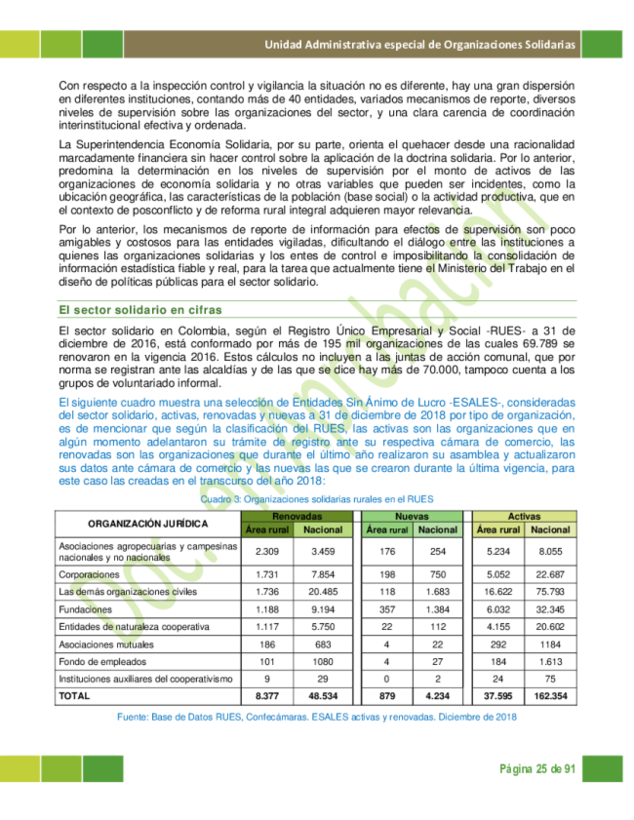 Unidad Administrativa especial de Organizaciones Solidarias
Con respecto a la inspección control y vigilancia la situación no es diferente, hay una gran dispersión
en diferentes instituciones, contando más de 40 entidades, variados mecanismos de reporte, diversos
niveles de supervisión sobre las organizaciones del sector, y una clara carencia de coordinación
interinstitucional efectiva y ordenada.
La Superintendencia Economía Solidaria, por su parte, orienta el quehacer desde una racionalidad
marcadamente financiera sin hacer control sobre la aplicación de la doctrina solidaria. Por lo anterior,
predomina la determinación en los niveles de supervisión por el monto de activos de las
organizaciones de economía solidaria y no otras variables que pueden ser incidentes, como la
ubicación geográfica, las características de la población (base social) o la actividad productiva, que en
el contexto de posconflicto y de reforma rural integral adquieren mayor relevancia.
Por lo anterior, los mecanismos de reporte de información para efectos de supervisión son poco
amigables y costosos para las entidades vigiladas, dificultando el diálogo entre las instituciones a
quienes las organizaciones solidarias y los entes de control e imposibilitando la consolidación de
información estadística fiable y real, para la tarea que actualmente tiene el Ministerio del Trabajo en el
diseño de políticas públicas para el sector solidario.
El sector solidario en cifras
El sector solidario en Colombia, según el Registro Único Empresarial y Social -RUES- a 31 de
diciembre de 2016, está conformado por más de 195 mil organizaciones de las cuales 69.789 se
renovaron en la vigencia 2016. Estos cálculos no incluyen a las juntas de acción comunal, que por
norma se registran ante las alcaldías y de las que se dice hay más de 70.000, tampoco cuenta a los
grupos de voluntariado informal.
El siguiente cuadro muestra una selección de Entidades Sin Ánimo de Lucro -ESALES-, consideradas
del sector solidario, activas, renovadas y nuevas a 31 de diciembre de 2018 por tipo de organización,
es de mencionar que según la clasificación del RUES, las activas son las organizaciones que en
algún momento adelantaron su trámite de registro ante su respectiva cámara de comercio, las
renovadas son las organizaciones que durante el último año realizaron su asamblea y actualizaron
sus datos ante cámara de comercio y las nuevas las que se crearon durante la última vigencia, para
este caso las creadas en el transcurso del año 2018:
Cuadro 3: Organizaciones solidarias rurales en el RUES
ORGANIZACIÓN JURÍDICA Renovadas Nuevas Activas
Área rural Nacional Área rural Nacional Área rural Nacional
Asociaciones agropecuarias y campesinas
nacionales y no nacionales 2.309 3.459 176 254 5.234 8.055
Corporaciones 1.731 7.854 198 750 5.052 22.687
Las demás organizaciones civiles 1.736 20.485 118 1.683 16.622 75.793
Fundaciones 1.188 9.194 357 1.384 6.032 32.345
Entidades de naturaleza cooperativa 1.117 5.750 22 112 4.155 20.602
Asociaciones mutuales 186 683 4 22 292 1184
Fondo de empleados 101 1080 4 27 184 1.613
Instituciones auxiliares del cooperativismo 9 29 0 2 24 75
TOTAL 8.377 48.534 879 4.234 37.595 162.354
Fuente: Base de Datos RUES, Confecámaras. ESALES activas y renovadas. Diciembre de 2018
Doc. en Aprobación
Página 25 de 91